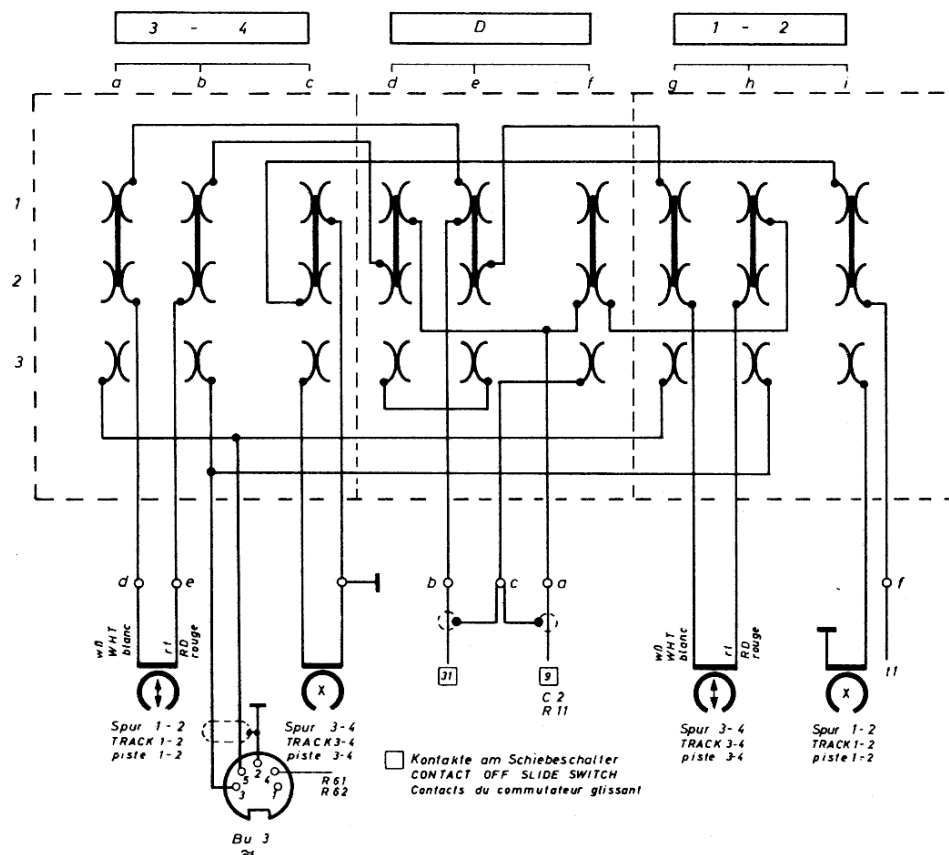 3 - 4
D
1 - 2
a b c d e f g h i
1
2
3
d e b c a f
wß
WHT
blanc
rt
RD
rouge
wß
WHT
blanc
rt
RD
rouge
31
9
C 2
R 11
t1
X
X
Spur 1-2
TRACK 1-2
piste 1-2
Spur 3-4
TRACK 3-4
piste 3-4
Spur 3-4
TRACK 3-4
piste 3-4
Spur 1-2
TRACK 1-2
piste 1-2
Kontakte am Schiebeschalter
CONTACT OFF SLIDE SWITCH
Contacts du commutateur glissant
5 2 4
3 1
R 61
R 62
Bu 3